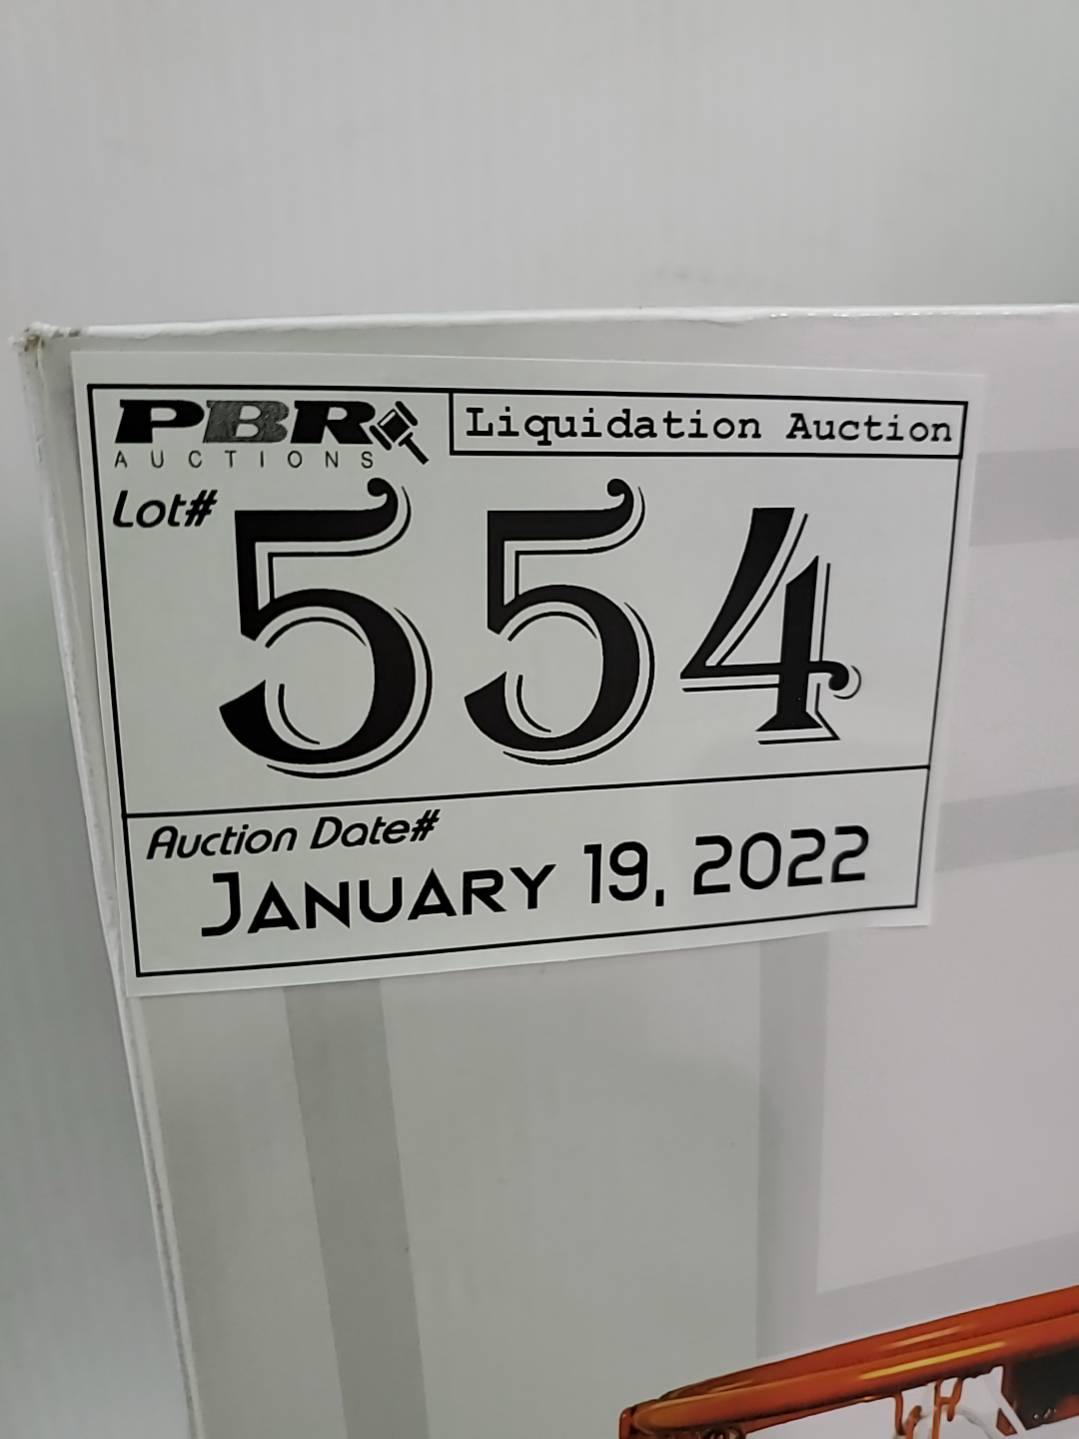 PBR
AUCTIONS
Liquidation Auction
Lot#
554
Auction Date#
January 19, 2022